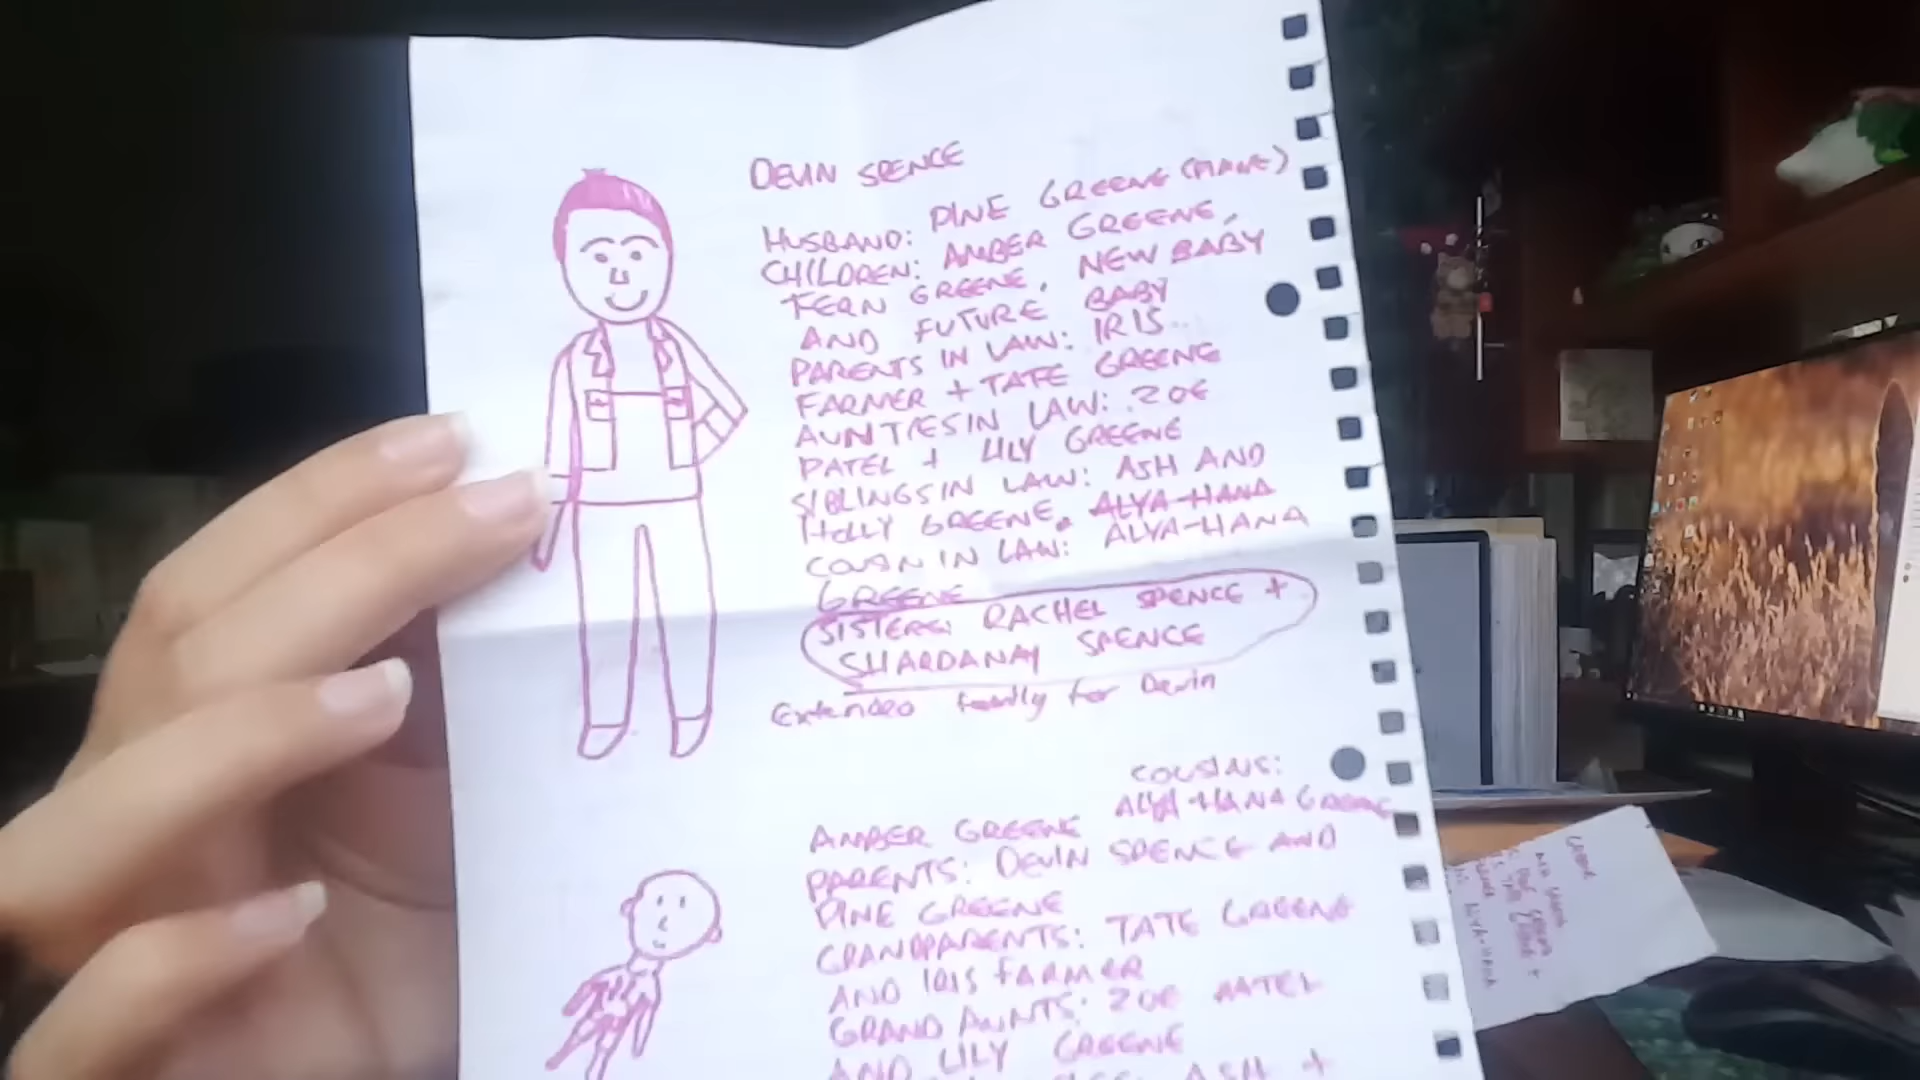 DEVIN SPENCE
HUSBAND: PINE GREENE
CHILDREN: AMBER GREENE,
FERN GREENE, NEW BABY
AND FUTURE BABY
PARENTS IN LAW: IRIS
FARMER + TATE GREENE
AUNTIES IN LAW: ZOE
PATEL + LILY GREENE
SIBLINGS IN LAW: ASH AND
HOLLY GREENE, ALYA-HANA
COUSIN IN LAW: ALYA-HANA
GREENE
SISTERS: RACHEL SPENCE +
SHARDANAY SPENCE
Extended family for Devin
COUSINS:
ALYA-HANA GREENE
AMBER GREENE
PARENTS: DEVIN SPENCE AND
PINE GREENE
GRANDPARENTS: TATE GREENE
AND IRIS FARMER
GRAND AUNTS: ZOE PATEL
AND LILY GREENE
ASH +